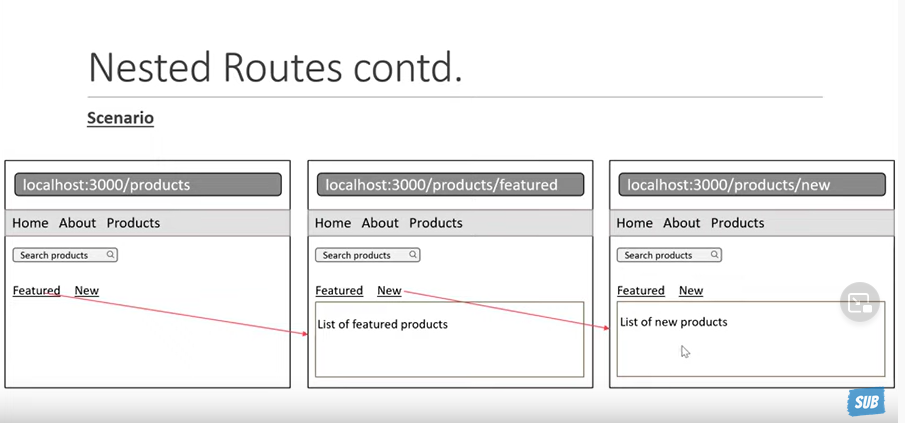 Nested Routes contd.
Scenario
localhost:3000/products
Home About Products
Search products
Featured New
localhost:3000/products/featured
Home About Products
Search products
Featured New
List of featured products
localhost:3000/products/new
Home About Products
Search products
Featured New
List of new products
SUB